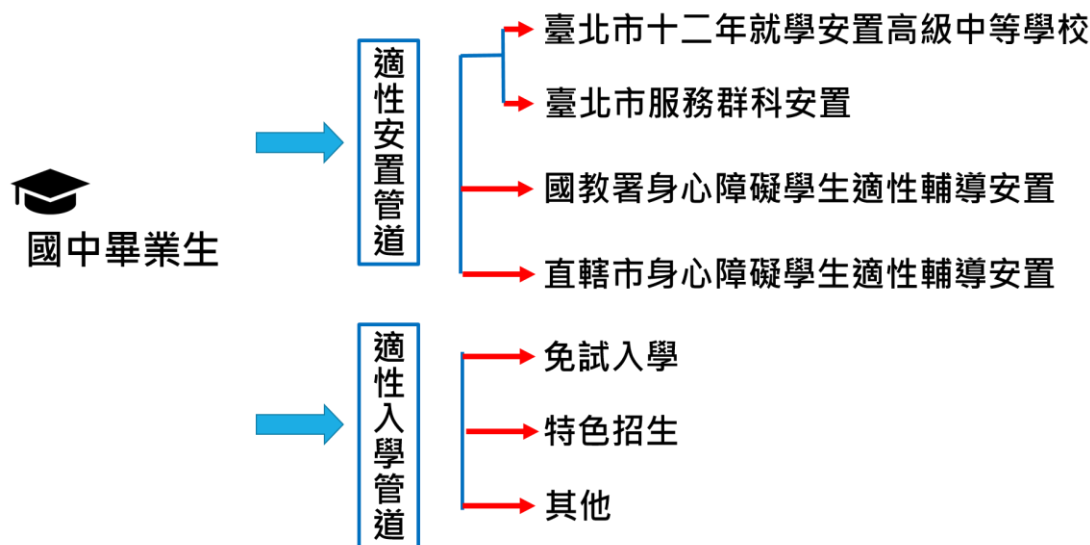 國中畢業生
適性安置管道
臺北市十二年就學安置高級中等學校
臺北市服務群科安置
國教署身心障礙學生適性輔導安置
直轄市身心障礙學生適性輔導安置
適性入學管道
免試入學
特色招生
其他